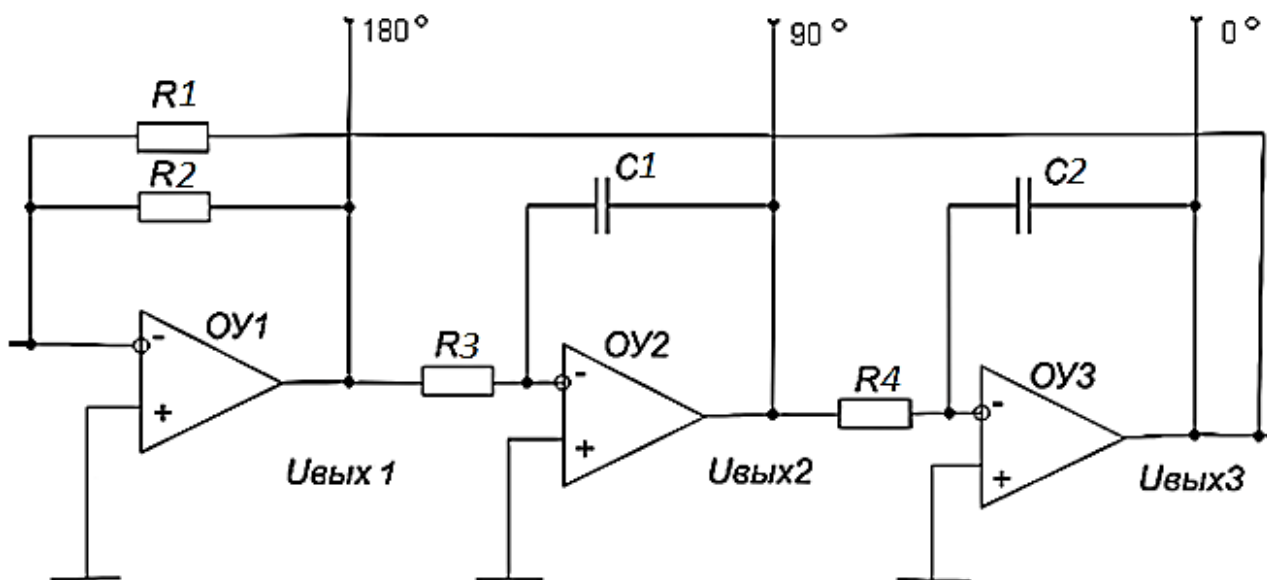 180°
90°
0°
R1
R2
C1
C2
ОУ1
-
+
R3
ОУ2
-
+
R4
ОУ3
-
+
Uвых 1
Uвых2
Uвых3